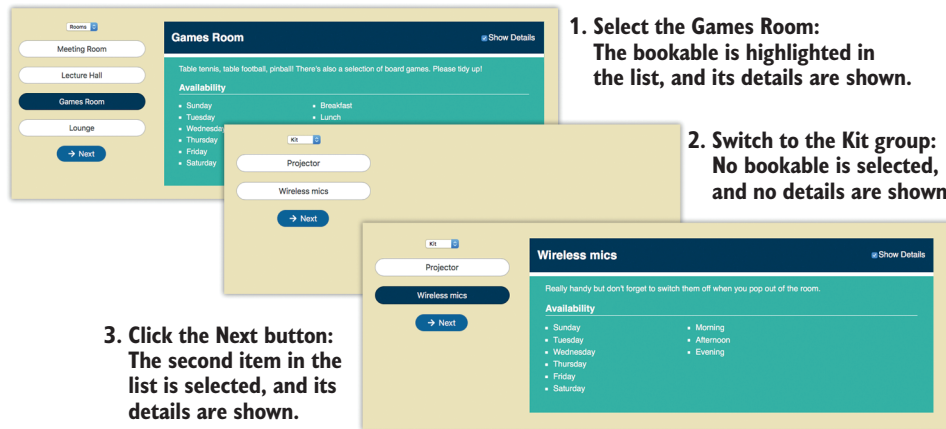 1. Select the Games Room:
The bookable is highlighted in
the list, and its details are shown.
Rooms
Meeting Room
Lecture Hall
Games Room
Lounge
→ Next
Games Room
Show Details
Table tennis, table football, pinball! There's also a selection of board games. Please tidy up!
Availability
Sunday
Tuesday
Wednesday
Thursday
Friday
Saturday
Breakfast
Lunch
2. Switch to the Kit group:
No bookable is selected,
and no details are shown
Kit
Projector
Wireless mics
→ Next
3. Click the Next button:
The second item in the
list is selected, and its
details are shown.
Kit
Projector
Wireless mics
→ Next
Wireless mics
Show Details
Really handy but don't forget to switch them off when you pop out of the room.
Availability
Sunday
Tuesday
Wednesday
Thursday
Friday
Saturday
Morning
Afternoon
Evening